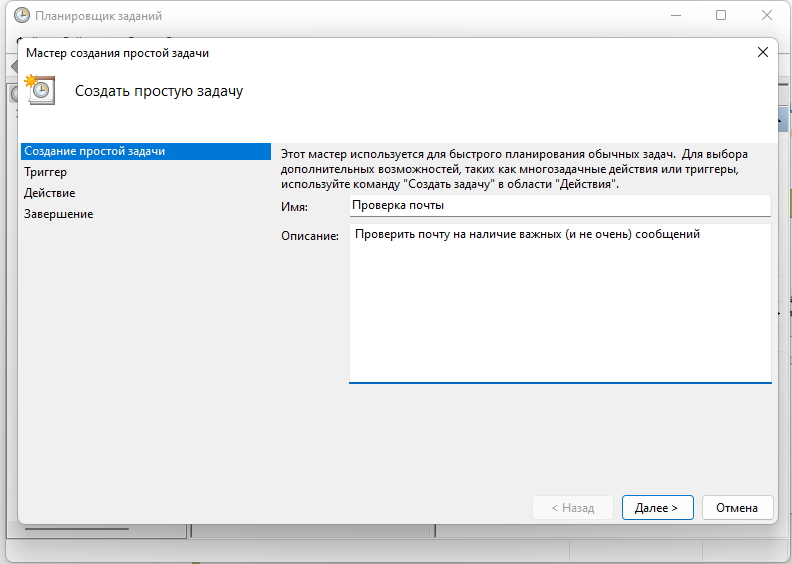 Планировщик заданий
Мастер создания простой задачи
Создать простую задачу
Создание простой задачи
Триггер
Действие
Завершение
Этот мастер используется для быстрого планирования обычных задач. Для выбора
дополнительных возможностей, таких как многозадачные действия или триггеры,
используйте команду "Создать задачу" в области "Действия".
Имя: Проверка почты
Описание: Проверить почту на наличие важных (и не очень) сообщений
< Назад Далее > Отмена